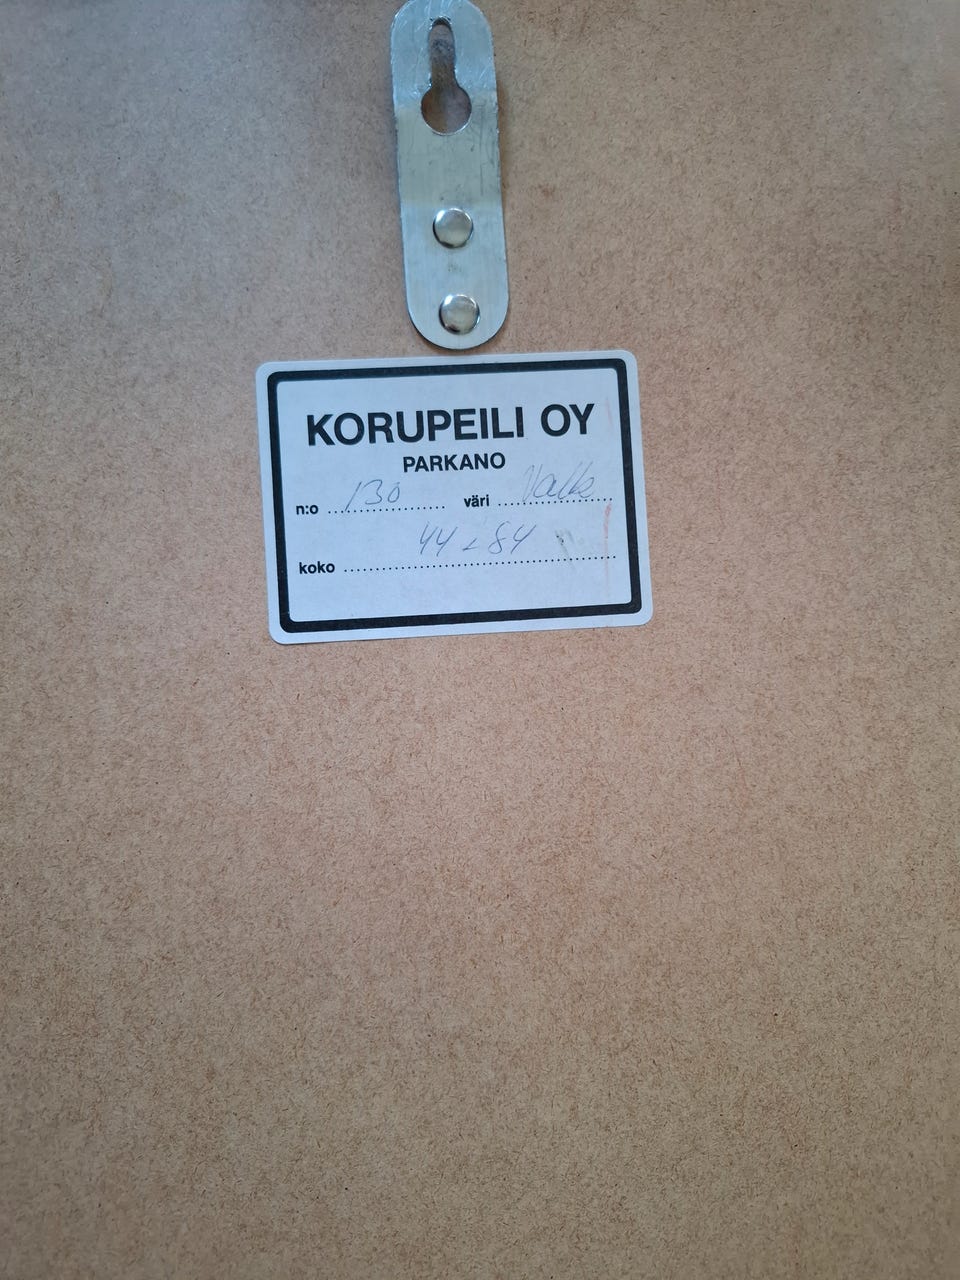 KORUPEILI OY
PARKANO
n:o 130 väri Valk
koko 44 x 84